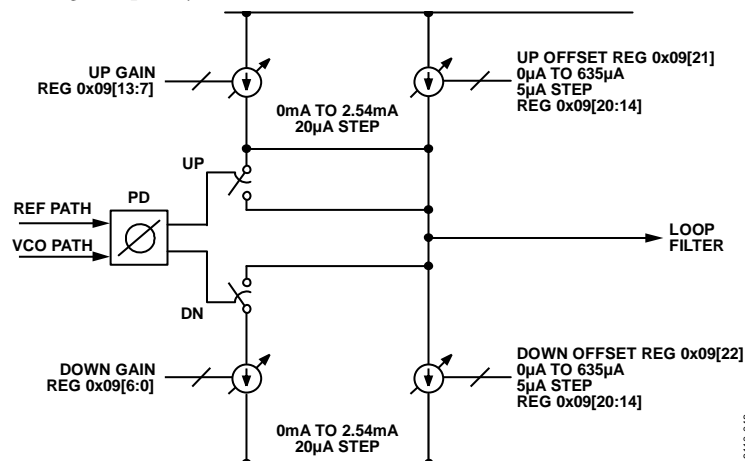 UP GAIN
REG 0x09[13:7]
0mA TO 2.54mA
20µA STEP
UP OFFSET REG 0x09[21]
0µA TO 635µA
5µA STEP
REG 0x09[20:14]
UP
PD
REF PATH
VCO PATH
LOOP
FILTER
DN
DOWN GAIN
REG 0x09[6:0]
0mA TO 2.54mA
20µA STEP
DOWN OFFSET REG 0x09[22]
0µA TO 635µA
5µA STEP
REG 0x09[20:14]